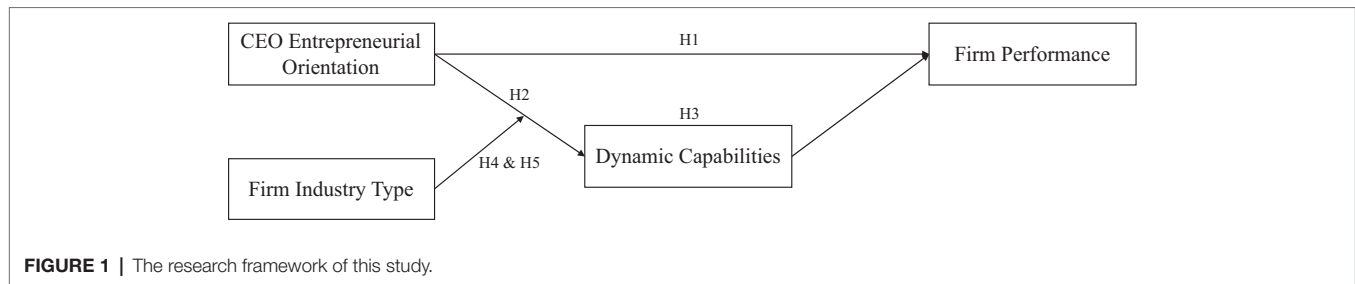 CEO Entrepreneurial
Orientation
H1
Firm Performance
H2
H3
Dynamic Capabilities
H4 & H5
Firm Industry Type
FIGURE 1 | The research framework of this study.